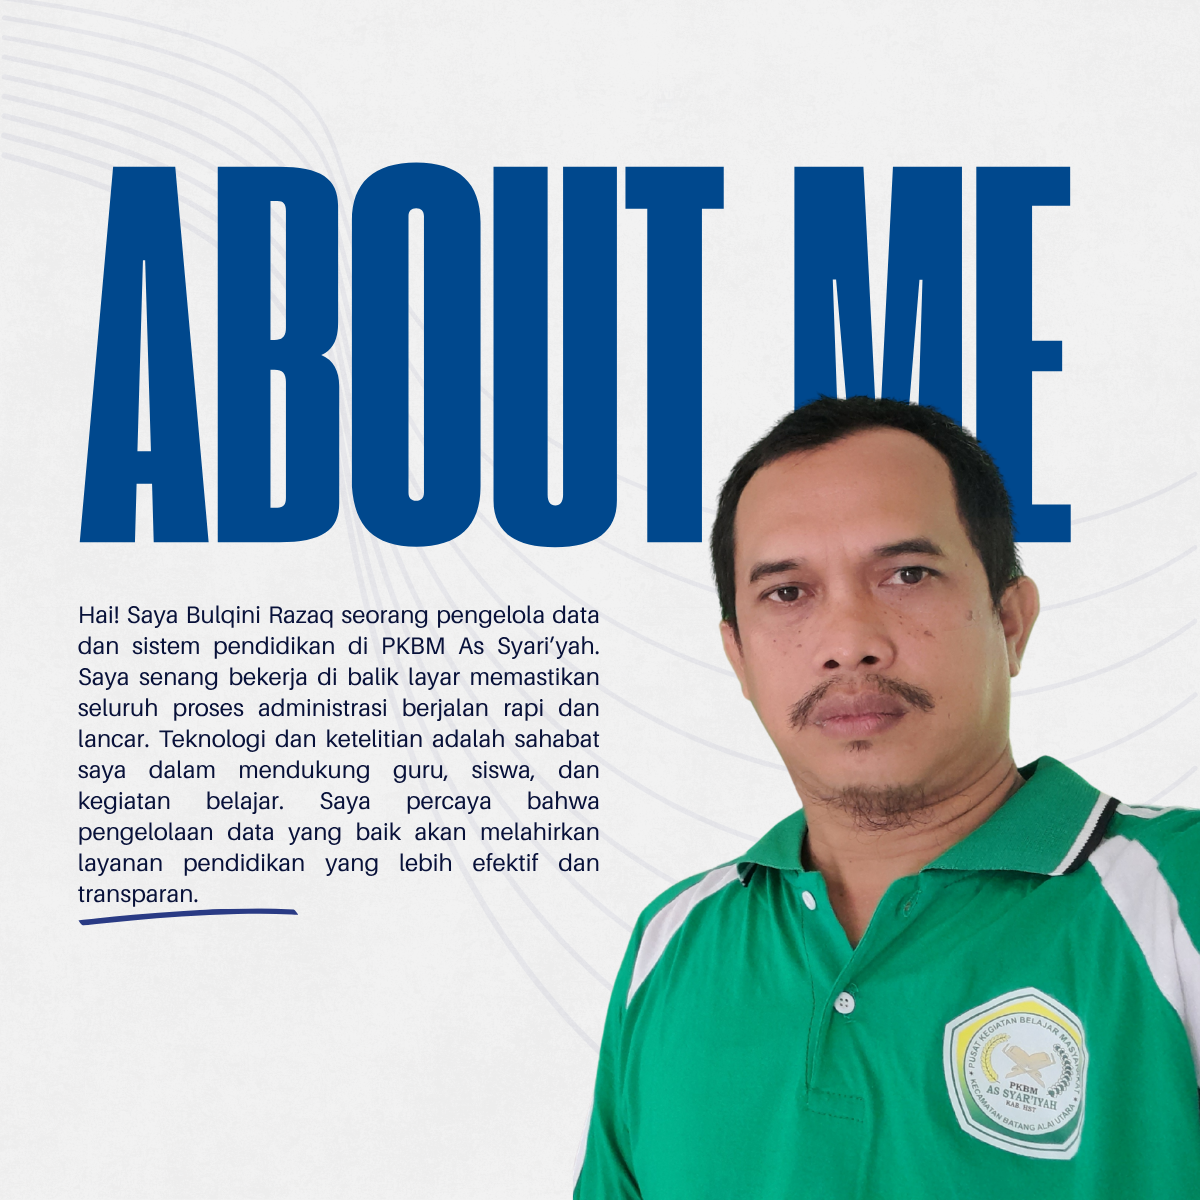 ABOUT ME
Hai! Saya Bulqini Razaq seorang pengelola data
dan sistem pendidikan di PKBM As Syari’yah.
Saya senang bekerja di balik layar memastikan
seluruh proses administrasi berjalan rapi dan
lancar. Teknologi dan ketelitian adalah sahabat
saya dalam mendukung guru, siswa, dan
kegiatan belajar. Saya percaya bahwa
pengelolaan data yang baik akan melahirkan
layanan pendidikan yang lebih efektif dan
transparan.
PUSAT KEGIATAN BELAJAR MASYARAKAT
PKBM
AS SYAR'IYAH
KAB. HST
KECAMATAN BATANG ALAI UTARA